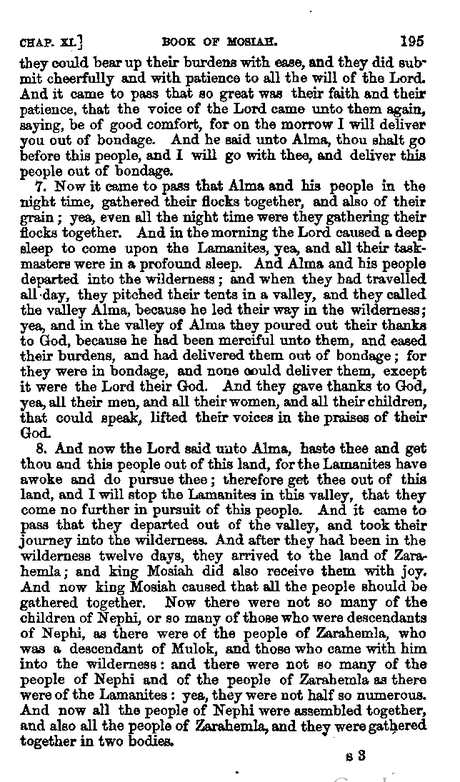 CHAP. XI.] BOOK OF MOSIAH. 195
they could bear up their burdens with ease, and they did sub-
mit cheerfully and with patience to all the will of the Lord.
And it came to pass that so great was their faith and their
patience, that the voice of the Lord came unto them again,
saying, be of good comfort, for on the morrow I will deliver
you out of bondage. And he said unto Alma, thou shalt go
before this people, and I will go with thee, and deliver this
people out of bondage.
7. Now it came to pass that Alma and his people in the
night time, gathered their flocks together, and also of their
grain; yea, even all the night time were they gathering their
flocks together. And in the morning the Lord caused a deep
sleep to come upon the Lamanites, yea, and all their task-
masters were in a profound sleep. And Alma and his people
departed into the wilderness; and when they had travelled
all day, they pitched their tents in a valley, and they called
the valley Alma, because he led their way in the wilderness;
yea, and in the valley of Alma they poured out their thanks
to God, because he had been merciful unto them, and eased
their burdens, and had delivered them out of bondage; for
they were in bondage, and none could deliver them, except
it were the Lord their God. And they gave thanks to God,
yea, all their men, and all their women, and all their children,
that could speak, lifted their voices in the praises of their
God.
8. And now the Lord said unto Alma, haste thee and get
thou and this people out of this land, for the Lamanites have
awoke and do pursue thee; therefore get thee out of this
land, and I will stop the Lamanites in this valley, that they
come no further in pursuit of this people. And it came to
pass that they departed out of the valley, and took their
journey into the wilderness. And after they had been in the
wilderness twelve days, they arrived to the land of Zara-
hemla; and king Mosiah did also receive them with joy.
And now king Mosiah caused that all the people should be
gathered together. Now there were not so many of the
children of Nephi, or so many of those who were descendants
of Nephi, as there were of the people of Zarahemla, who
was a descendant of Mulok, and those who came with him
into the wilderness: and there were not so many of the
people of Nephi and of the people of Zarahemla as there
were of the Lamanites: yea, they were not half so numerous.
And now all the people of Nephi were assembled together,
and also all the people of Zarahemla, and they were gathered
together in two bodies.
S 3